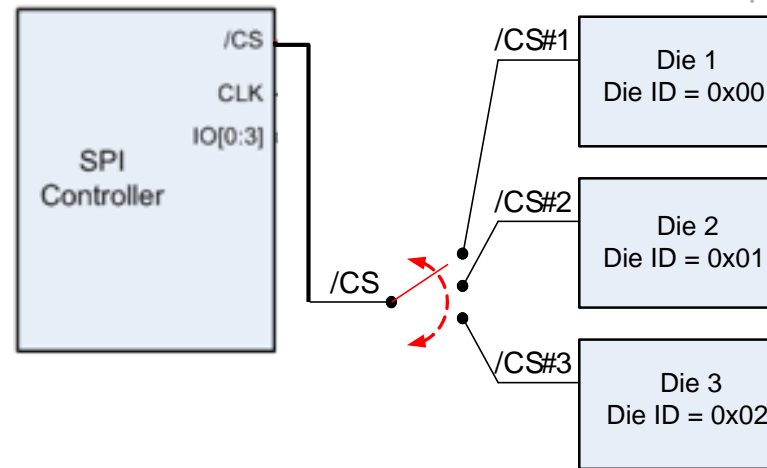 /CS
CLK
IO[0:3]
SPI
Controller
/CS
/CS#1
Die 1
Die ID = 0x00
/CS#2
Die 2
Die ID = 0x01
/CS#3
Die 3
Die ID = 0x02